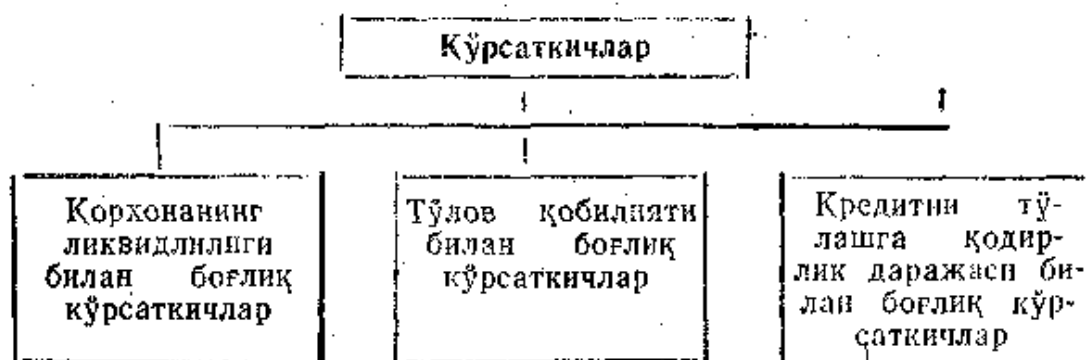 Кўрсаткичлар
Қорхонанинг
ликвидлилиги
билан боғлиқ
кўрсаткичлар
Тўлов қобилияти
билан боғлиқ
кўрсаткичлар
Кредитни тў-
лашга қодир-
лик даражаси би-
лан боғлиқ кўр-
саткичлар